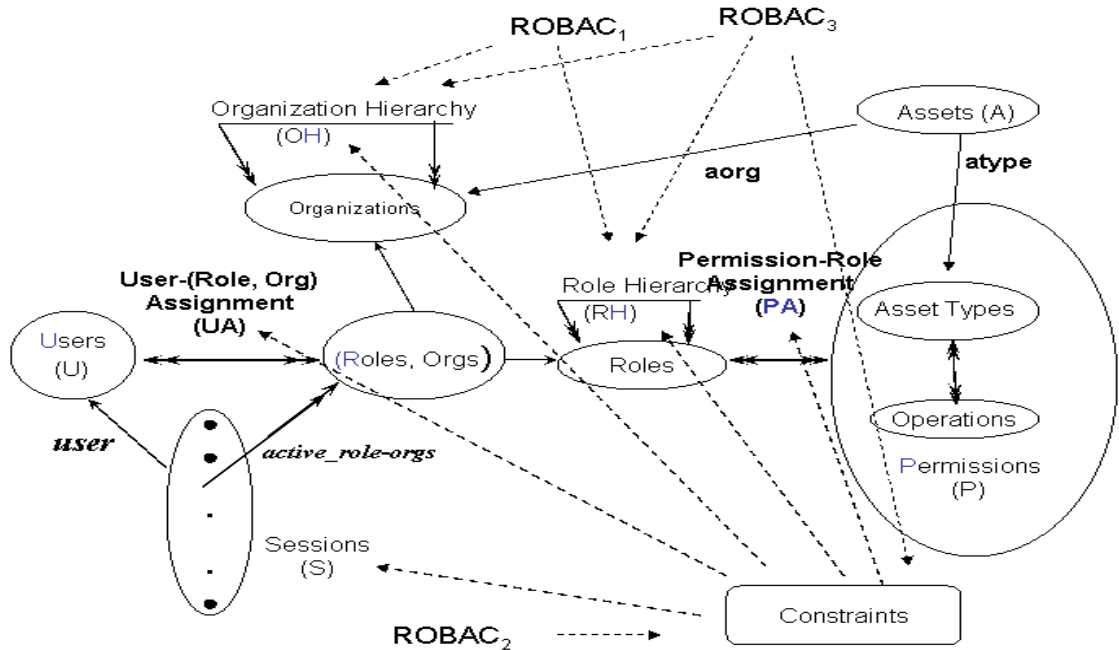 ROBAC1
ROBAC3
Organization Hierarchy
(OH)
Assets (A)
aorg
atype
Organizations
User-(Role, Org)
Assignment
(UA)
Permission-Role
Assignment
(PA)
Role Hierarchy
(RH)
Asset Types
Users
(U)
(Roles, Orgs)
Roles
Operations
user
active_role-orgs
Permissions
(P)
Sessions
(S)
Constraints
ROBAC2